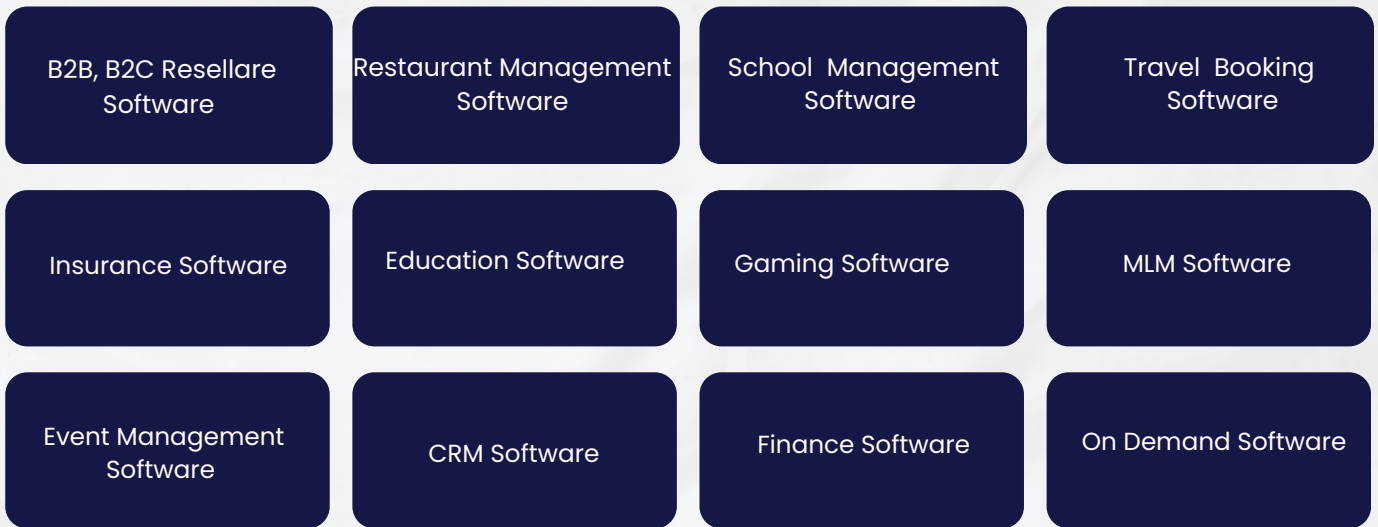 B2B, B2C Resellare
Software
Restaurant Management
Software
School  Management
Software
Travel  Booking
Software
Insurance Software
Education Software
Gaming Software
MLM Software
Event Management
Software
CRM Software
Finance Software
On Demand Software